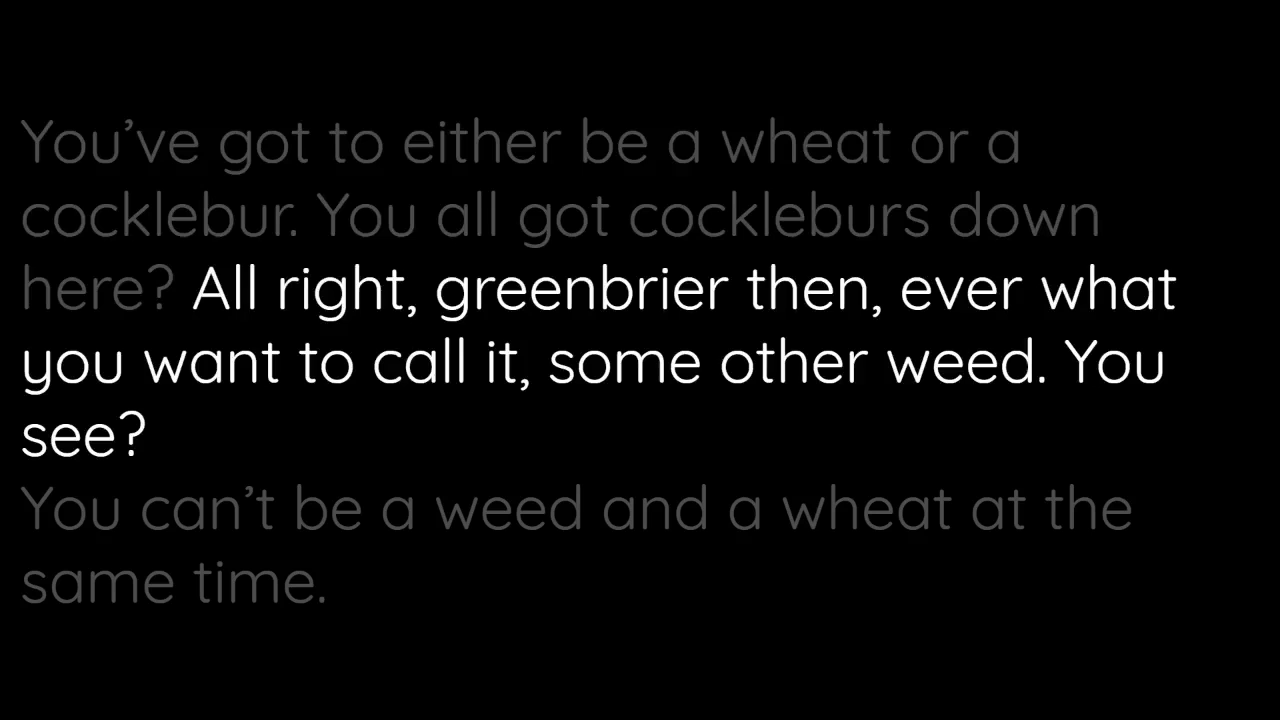 You’ve got to either be a wheat or a
cocklebur. You all got cockleburs down
here? All right, greenbrier then, ever what
you want to call it, some other weed. You
see?
You can’t be a weed and a wheat at the
same time.